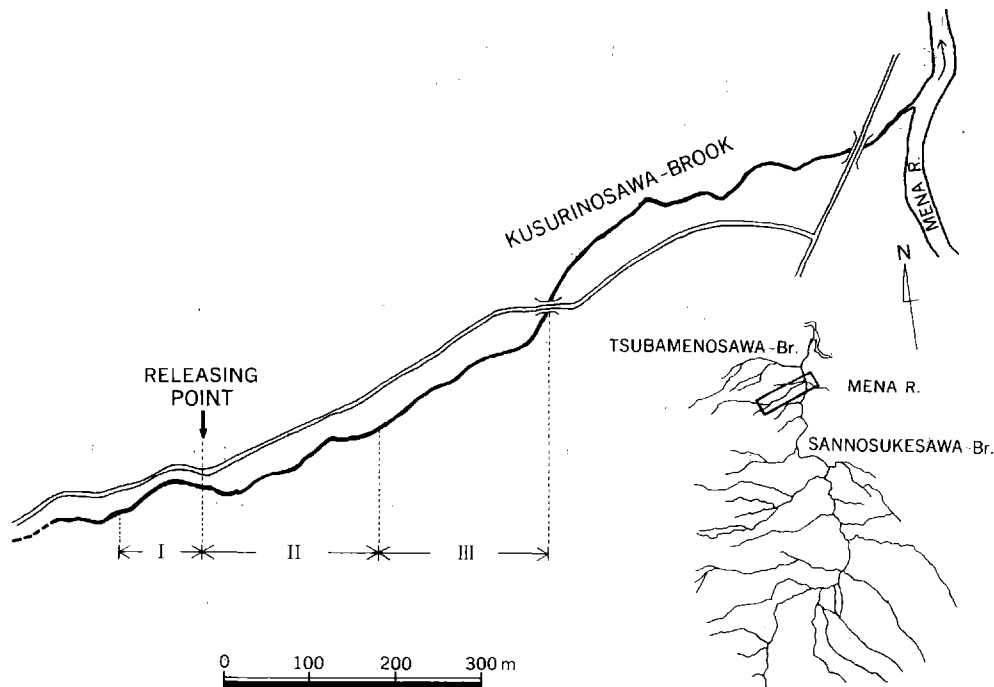 KUSURINOSAWA-BROOK
MENA R.
N
RELEASING
POINT
TSUBAMENOSAWA-Br.
MENA R.
SANNOSUKESAWA-Br.
I II III
0 100 200 300 m